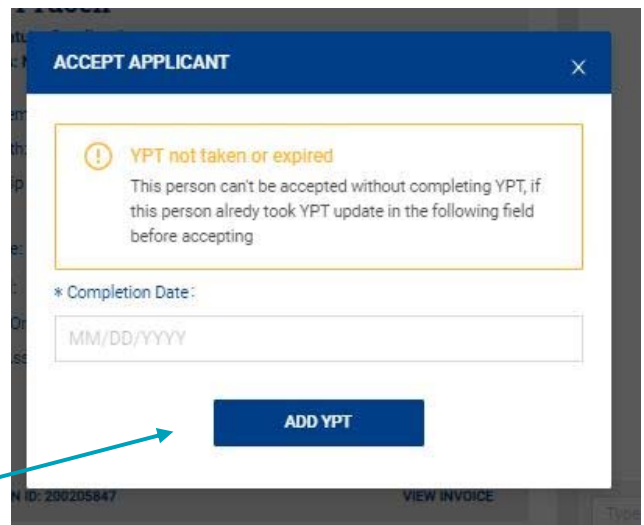 ACCEPT APPLICANT
YPT not taken or expired
This person can't be accepted without completing YPT, if
this person alredy took YPT update in the following field
before accepting
* Completion Date:
MM/DD/YYYY
ADD YPT
N ID: 200205847 VIEW INVOICE
Type